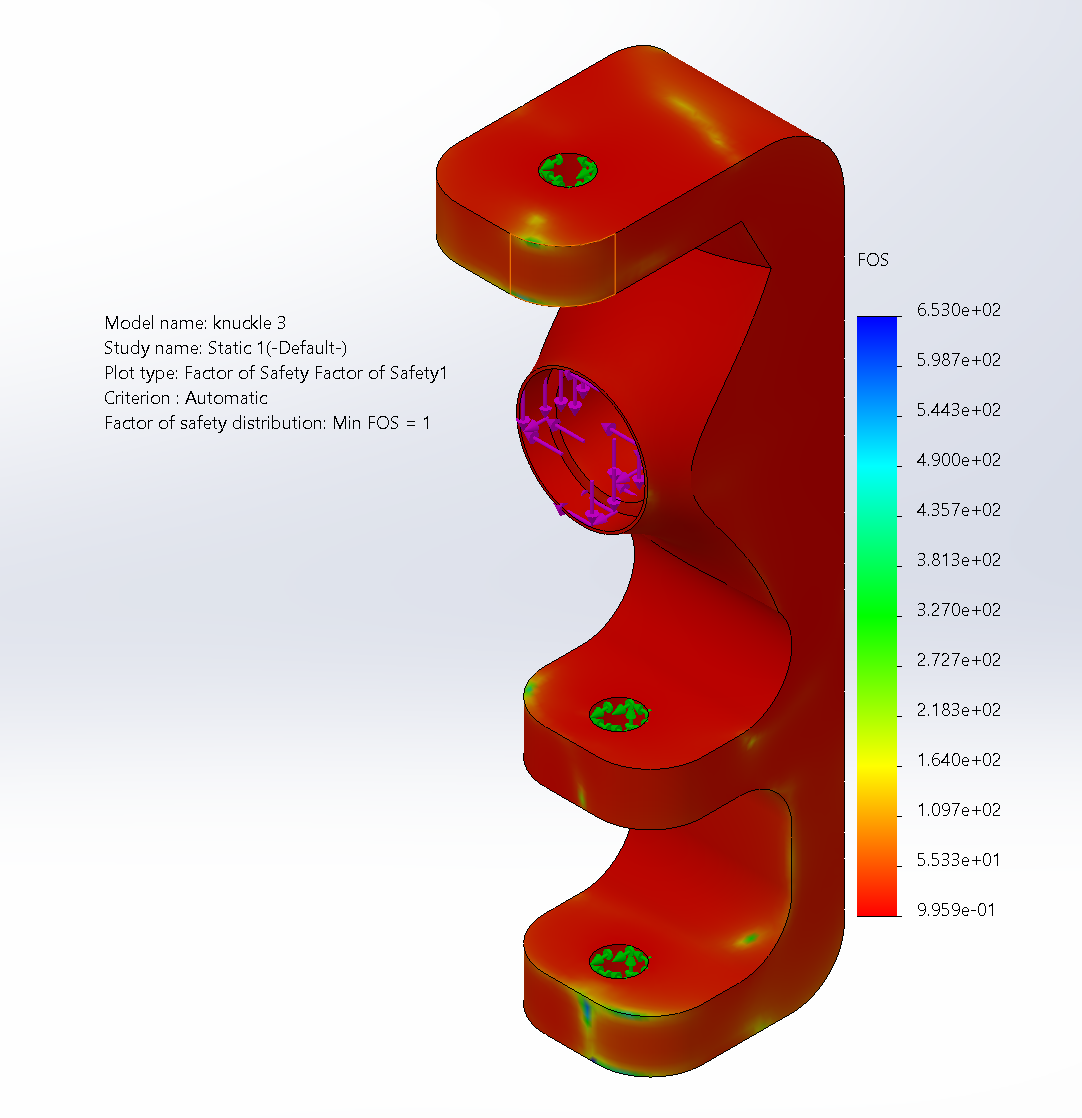 Model name: knuckle 3
Study name: Static 1(-Default-)
Plot type: Factor of Safety Factor of Safety1
Criterion : Automatic
Factor of safety distribution: Min FOS = 1
FOS
6.530e+02
5.987e+02
5.443e+02
4.900e+02
4.357e+02
3.813e+02
3.270e+02
2.727e+02
2.183e+02
1.640e+02
1.097e+02
5.533e+01
9.959e-01